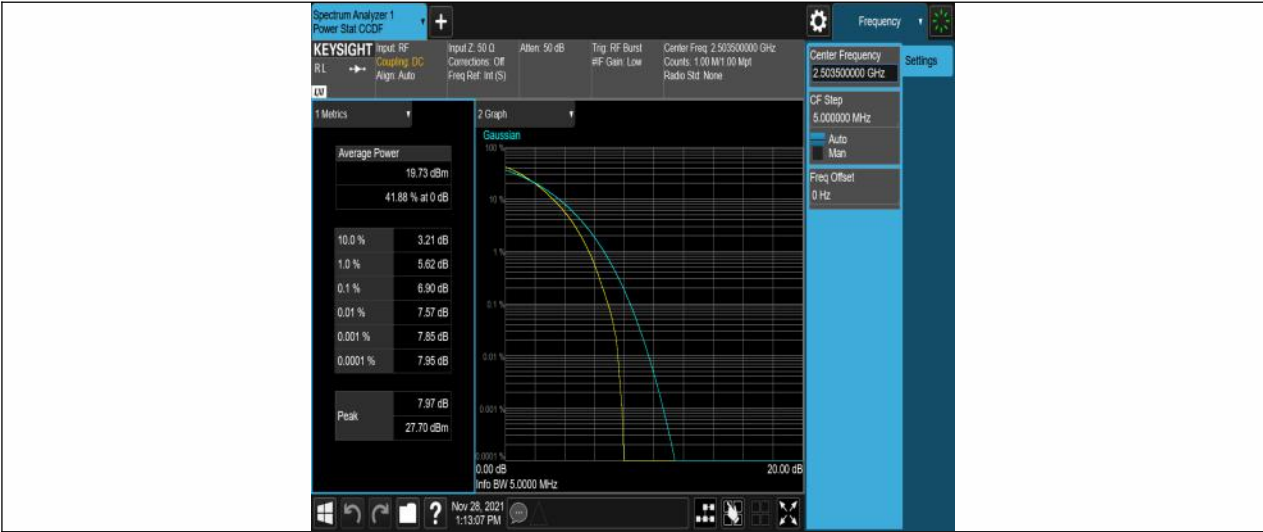 Spectrum Analyzer 1
Power Stat CCDF
+
Frequency
KEYSIGHT
RL
LV
Input: RF
Coupling: DC
Align: Auto
Input Z: 50 Ω
Corrections: Off
Freq Ref: Int (S)
Atten: 50 dB
Trig: RF Burst
#IF Gain: Low
Center Freq: 2.503500000 GHz
Counts: 1.00 M/1.00 Mpt
Radio Std: None
Center Frequency
2.503500000 GHz
Settings
CF Step
5.000000 MHz
Auto
Man
Freq Offset
0 Hz
1 Metrics
Average Power
19.73 dBm
41.88 % at 0 dB
10.0 % 3.21 dB
1.0 % 5.62 dB
0.1 % 6.90 dB
0.01 % 7.57 dB
0.001 % 7.85 dB
0.0001 % 7.95 dB
Peak
7.97 dB
27.70 dBm
2 Graph
Gaussian
100 %
10 %
1 %
0.1 %
0.01 %
0.001 %
0.0001 %
0.00 dB 20.00 dB
Info BW 5.0000 MHz
?
Nov 28, 2021
1:13:07 PM